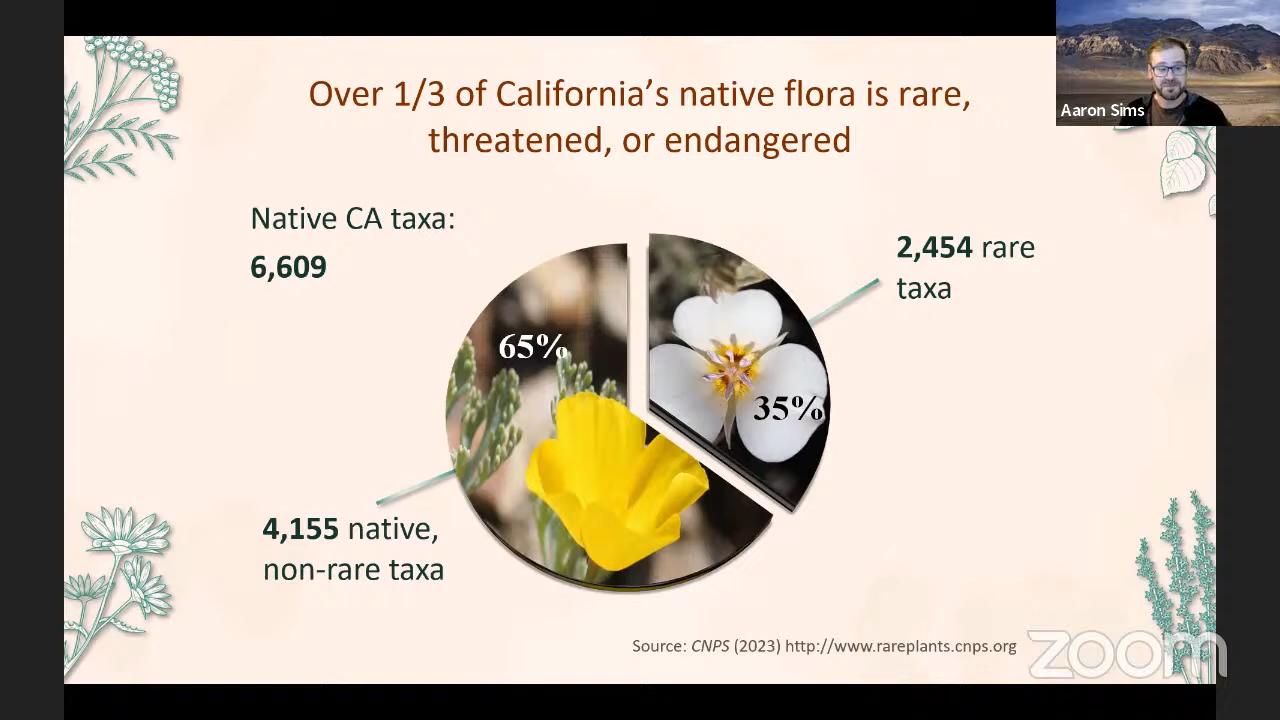 Over 1/3 of California’s native flora is rare,
threatened, or endangered
Aaron Sims
Native CA taxa:
6,609
2,454 rare
taxa
65%
35%
4,155 native,
non-rare taxa
Source: CNPS (2023) http://www.rareplants.cnps.org
zoom